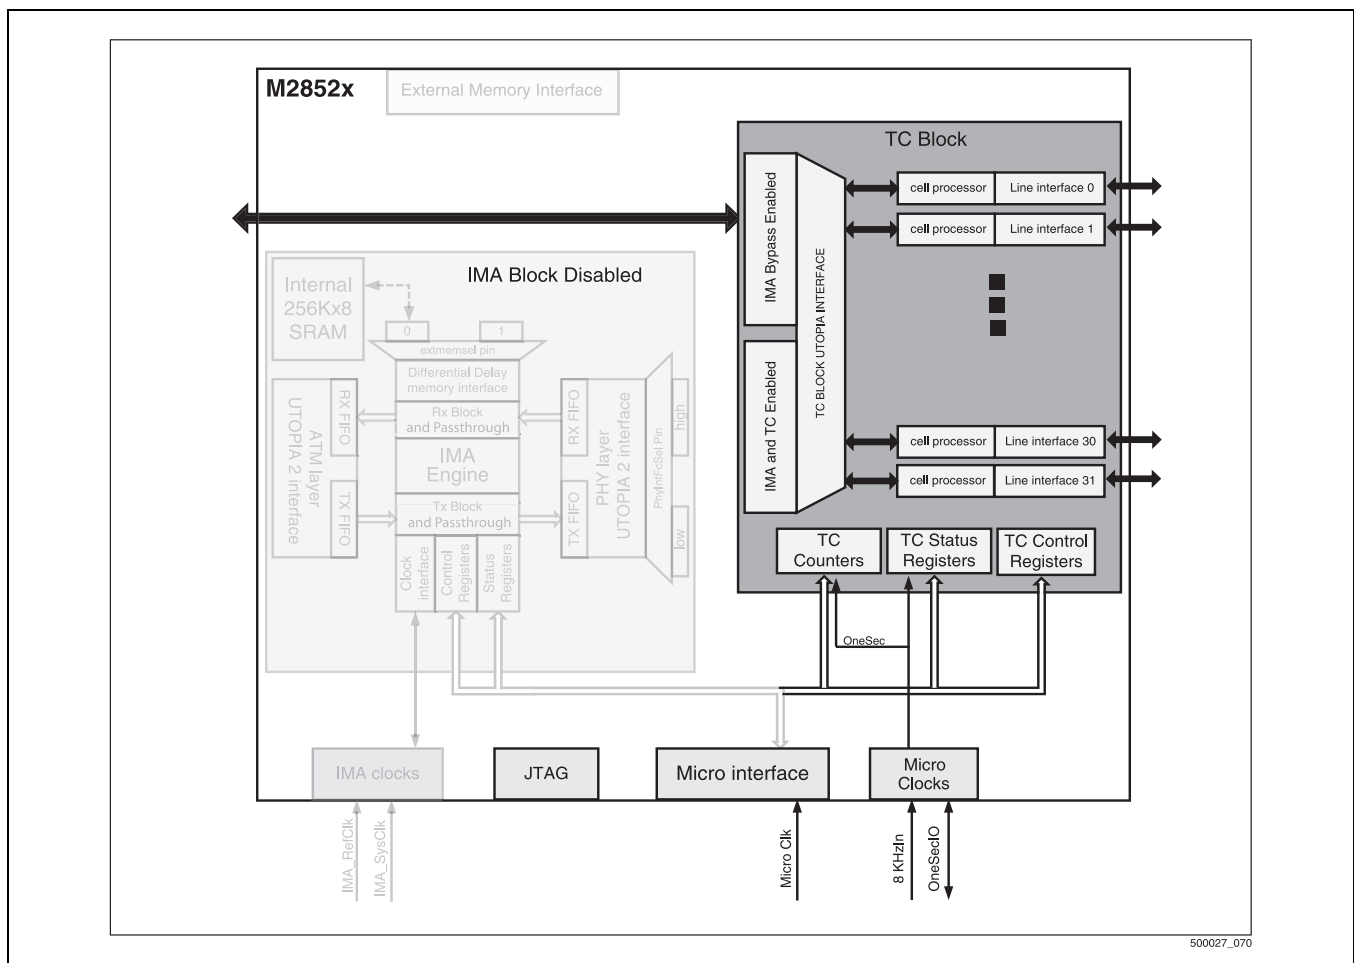 M2852x
External Memory Interface
TC Block
IMA Bypass Enabled
IMA and TC Enabled
TC BLOCK UTOPIA INTERFACE
cell processor
Line interface 0
cell processor
Line interface 1
cell processor
Line interface 30
cell processor
Line interface 31
TC
Counters
TC Status
Registers
TC Control
Registers
IMA Block Disabled
Internal
256Kx8
SRAM
0
1
extmemsel pin
Differential Delay
memory interface
Rx Block
and Passthrough
IMA
Engine
Tx Block
and Passthrough
ATM layer
UTOPIA 2 interface
RX FIFO
TX FIFO
RX FIFO
TX FIFO
PHY layer
UTOPIA 2 interface
PhyIntFcSel Pin
high
low
Clock
interface
Control
Registers
Status
Registers
OneSec
IMA clocks
JTAG
Micro interface
Micro
Clocks
IMA_RefClk
IMA_SysClk
Micro Clk
8 KHzIn
OneSecIO
500027_070